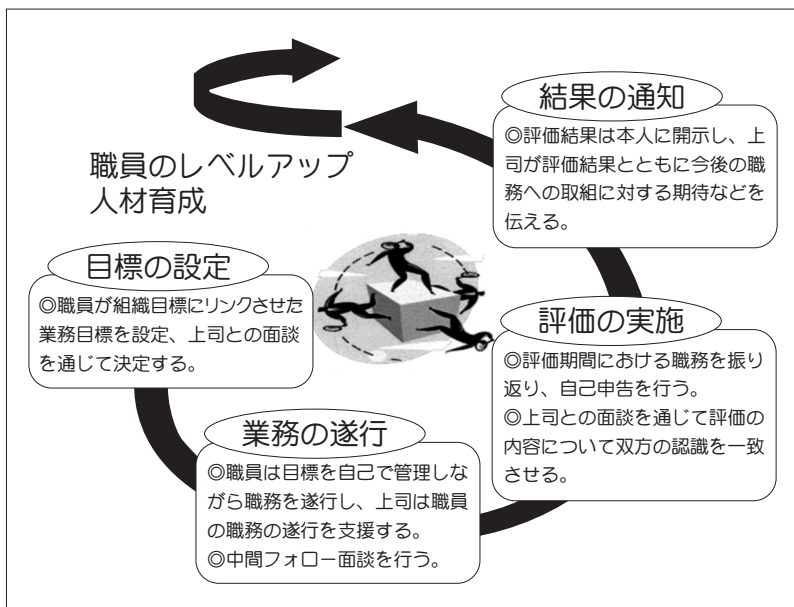 職員のレベルアップ
人材育成
目標の設定
◎職員が組織目標にリンクさせた
業務目標を設定、上司との面談
を通じて決定する。
業務の遂行
◎職員は目標を自己で管理しな
がら職務を遂行し、上司は職員
の職務の遂行を支援する。
◎中間フォロー面談を行う。
評価の実施
◎評価期間における職務を振り
返り、自己申告を行う。
◎上司との面談を通じて評価の
内容について双方の認識を一致
させる。
結果の通知
◎評価結果は本人に開示し、上
司が評価結果とともに今後の職
務への取組に対する期待などを
伝える。